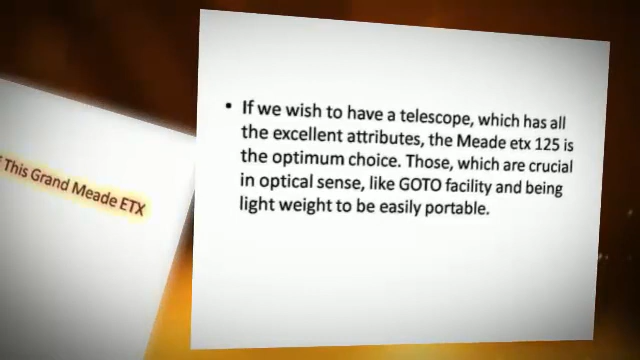 This Grand Meade ETX
• If we wish to have a telescope, which has all
the excellent attributes, the Meade etx 125 is
the optimum choice. Those, which are crucial
in optical sense, like GOTO facility and being
light weight to be easily portable.